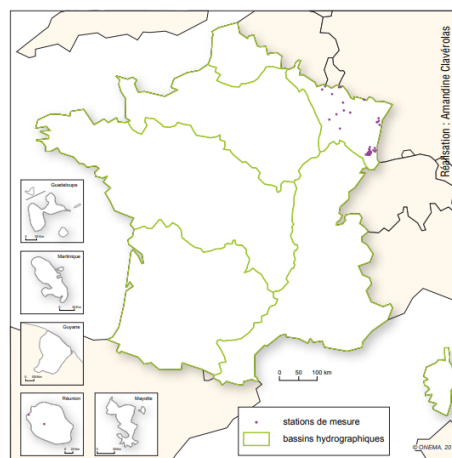 Réalisation : Amandine Clavérolas
Guadeloupe
Martinique
Guyane
Réunion
Mayotte
0 50 100 km
stations de mesure
bassins hydrographiques
© ONEMA, 20